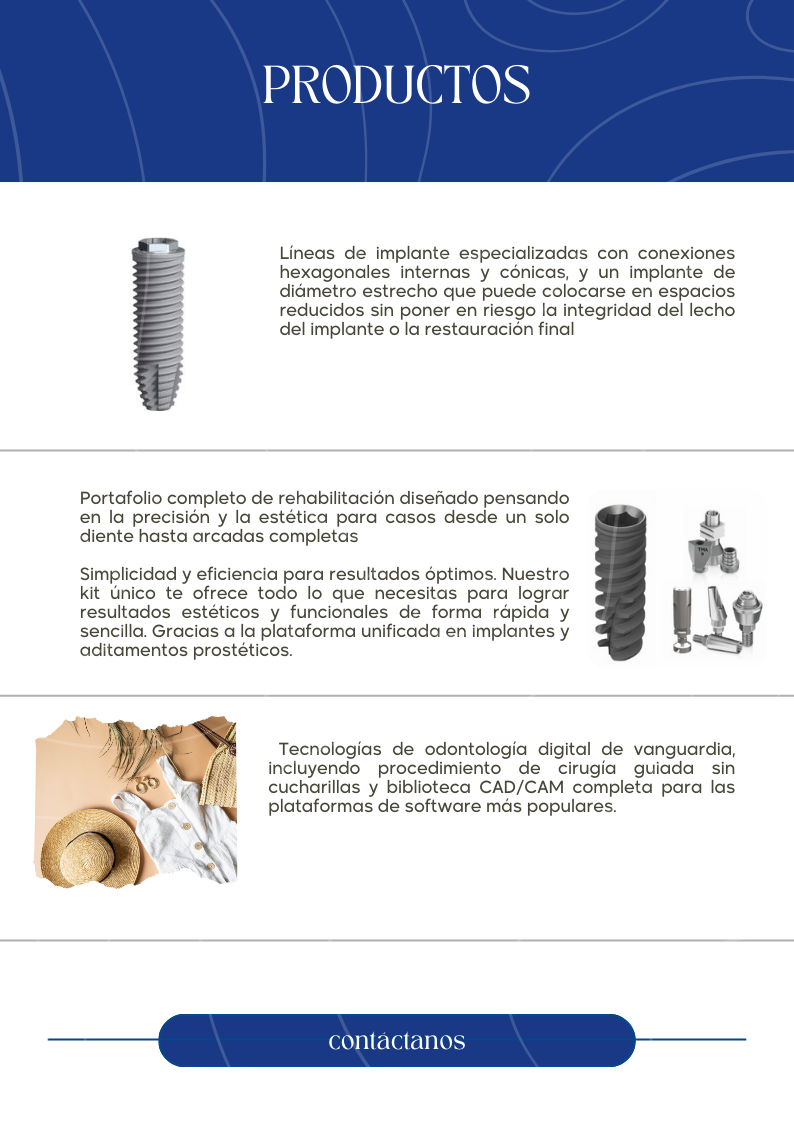 PRODUCTOS
Líneas de implante especializadas con conexiones
hexagonales internas y cónicas, y un implante de
diámetro estrecho que puede colocarse en espacios
reducidos sin poner en riesgo la integridad del lecho
del implante o la restauración final
Portafolio completo de rehabilitación diseñado pensando
en la precisión y la estética para casos desde un solo
diente hasta arcadas completas
Simplicidad y eficiencia para resultados óptimos. Nuestro
kit único te ofrece todo lo que necesitas para lograr
resultados estéticos y funcionales de forma rápida y
sencilla. Gracias a la plataforma unificada en implantes y
aditamentos prostéticos.
Tecnologías de odontología digital de vanguardia,
incluyendo procedimiento de cirugía guiada sin
cucharillas y biblioteca CAD/CAM completa para las
plataformas de software más populares.
contáctanos